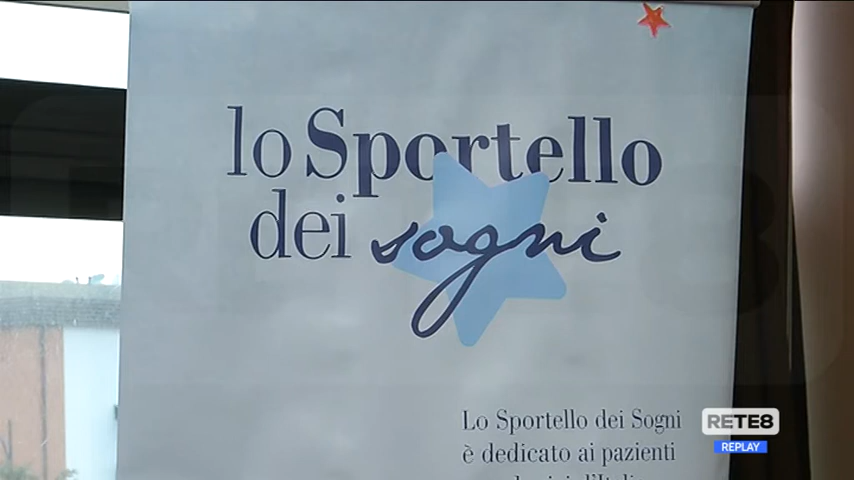 lo Sportello
dei sogni
Lo Sportello dei Sogni
è dedicato ai pazienti
RETE8
REPLAY